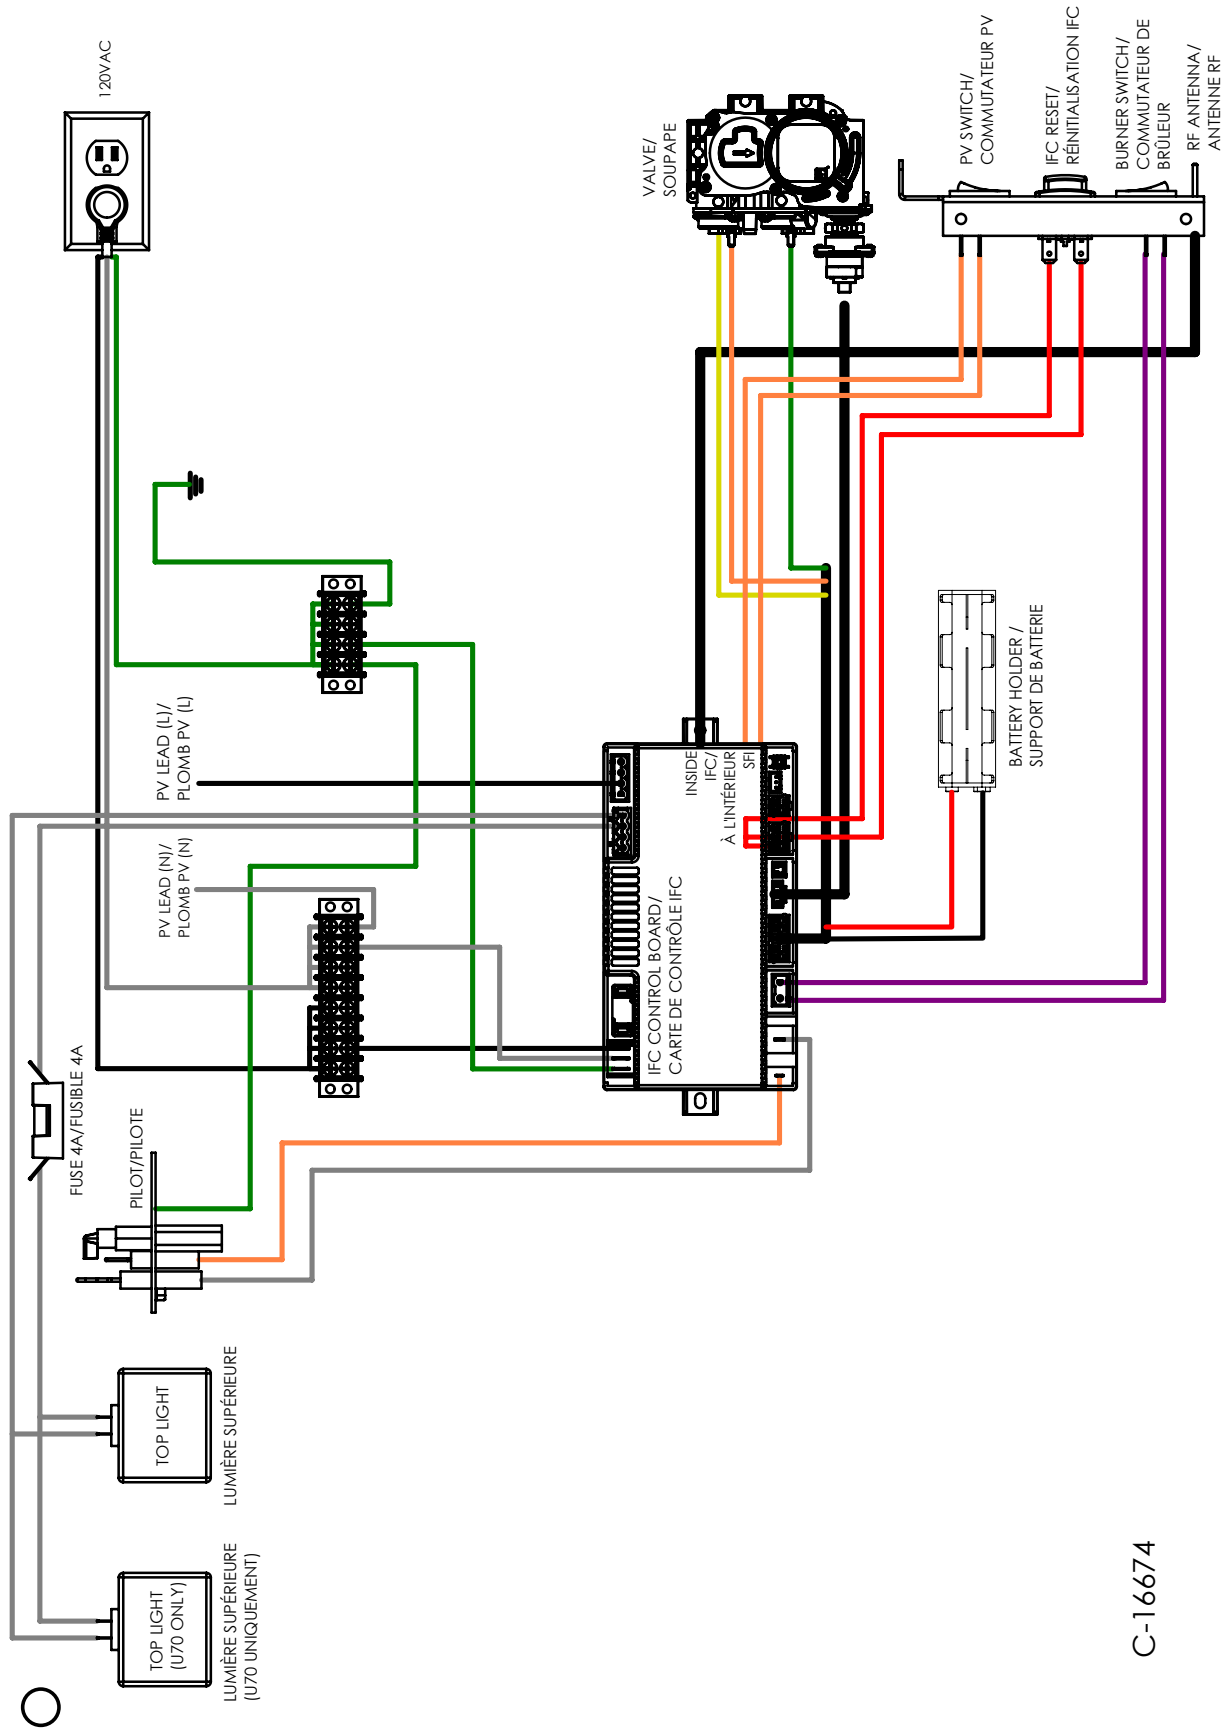 120VAC
VALVE/
SOUPAPE
PV SWITCH/
COMMUTATEUR PV
IFC RESET/
RÉINITIALISATION IFC
BURNER SWITCH/
COMMUTATEUR DE
BRÛLEUR
RF ANTENNA/
ANTENNE RF
PV LEAD (L)/
PLOMB PV (L)
PV LEAD (N)/
PLOMB PV (N)
INSIDE
IFC/
À L'INTÉRIEUR
SFI
IFC CONTROL BOARD/
CARTE DE CONTRÔLE IFC
BATTERY HOLDER /
SUPPORT DE BATTERIE
FUSE 4A/FUSIBLE 4A
PILOT/PILOTE
TOP LIGHT
LUMIÈRE SUPÉRIEURE
TOP LIGHT
(U70 ONLY)
LUMIÈRE SUPÉRIEURE
(U70 UNIQUEMENT)
C-16674